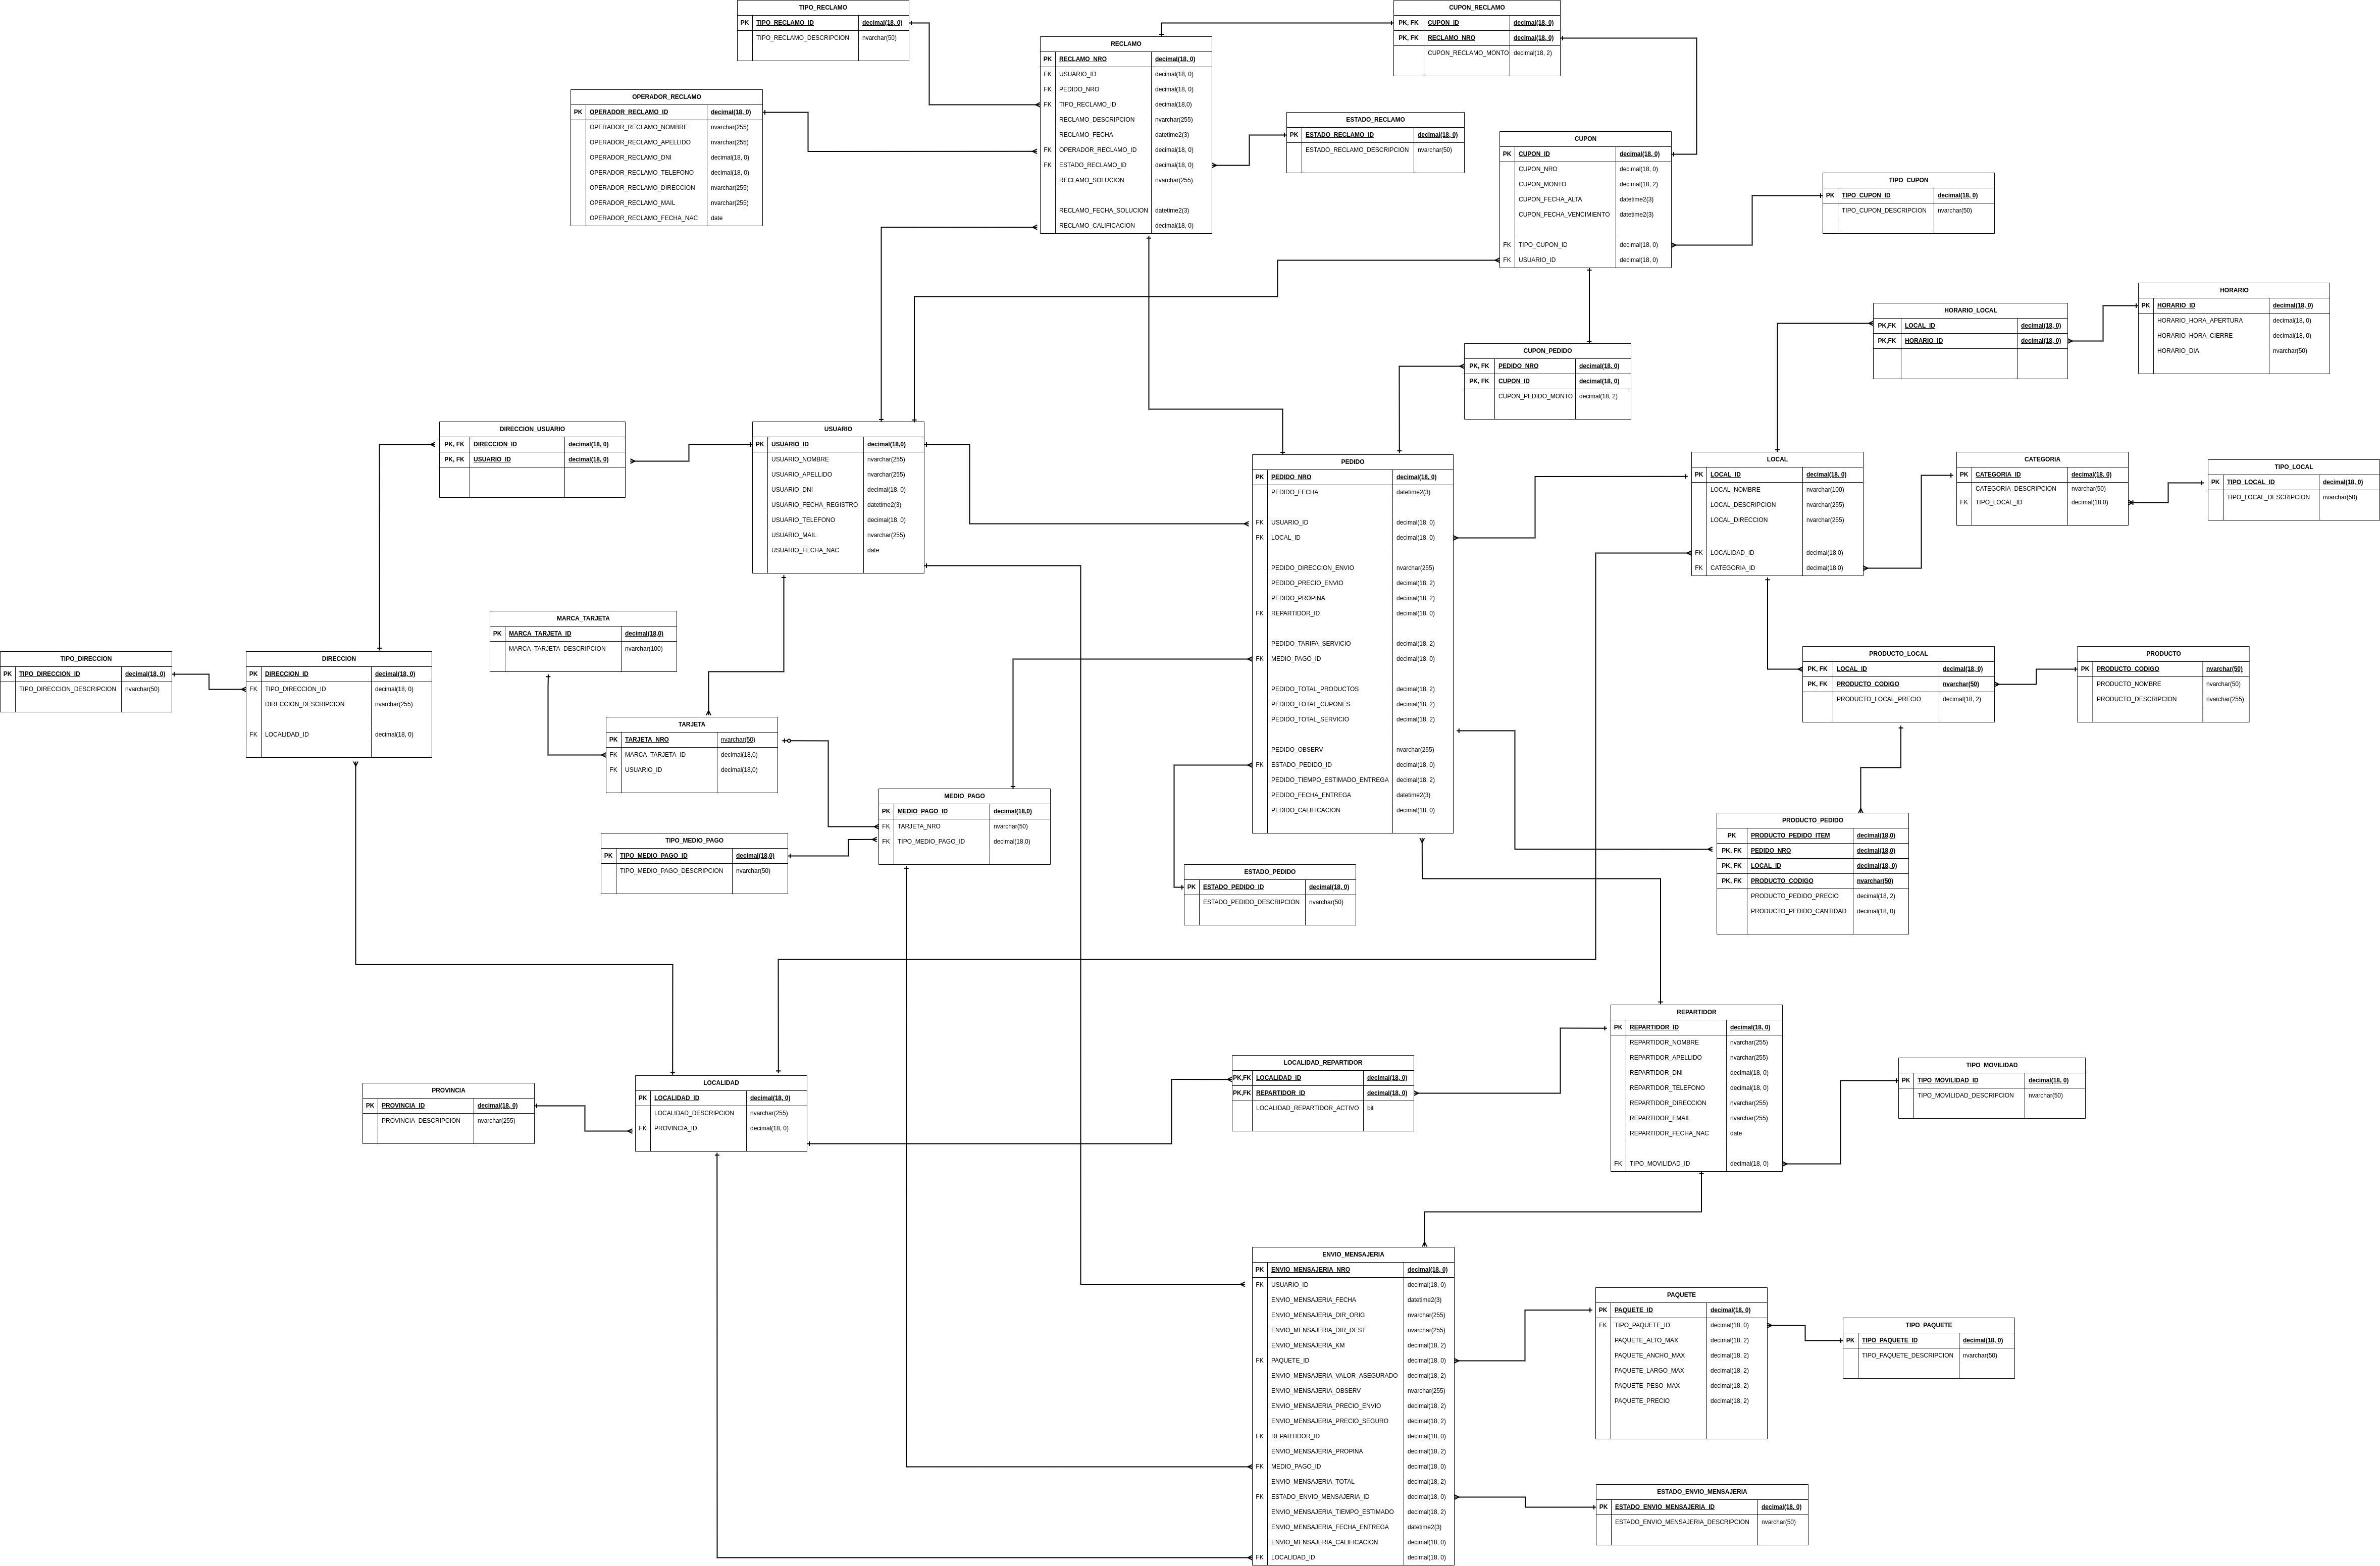 TIPO_RECLAMO
PK TIPO_RECLAMO_ID decimal(18, 0)
TIPO_RECLAMO_DESCRIPCION nvarchar(50)
CUPON_RECLAMO
PK, FK CUPON_ID decimal(18, 0)
PK, FK RECLAMO_NRO decimal(18, 0)
CUPON_RECLAMO_MONTO decimal(18, 2)
RECLAMO
PK RECLAMO_NRO decimal(18, 0)
FK USUARIO_ID decimal(18, 0)
FK PEDIDO_NRO decimal(18, 0)
FK TIPO_RECLAMO_ID decimal(18,0)
RECLAMO_DESCRIPCION nvarchar(255)
RECLAMO_FECHA datetime2(3)
FK OPERADOR_RECLAMO_ID decimal(18, 0)
FK ESTADO_RECLAMO_ID decimal(18, 0)
RECLAMO_SOLUCION nvarchar(255)
RECLAMO_FECHA_SOLUCION datetime2(3)
RECLAMO_CALIFICACION decimal(18, 0)
OPERADOR_RECLAMO
PK OPERADOR_RECLAMO_ID decimal(18, 0)
OPERADOR_RECLAMO_NOMBRE nvarchar(255)
OPERADOR_RECLAMO_APELLIDO nvarchar(255)
OPERADOR_RECLAMO_DNI decimal(18, 0)
OPERADOR_RECLAMO_TELEFONO decimal(18, 0)
OPERADOR_RECLAMO_DIRECCION nvarchar(255)
OPERADOR_RECLAMO_MAIL nvarchar(255)
OPERADOR_RECLAMO_FECHA_NAC date
ESTADO_RECLAMO
PK ESTADO_RECLAMO_ID decimal(18, 0)
ESTADO_RECLAMO_DESCRIPCION nvarchar(50)
CUPON
PK CUPON_ID decimal(18, 0)
CUPON_NRO decimal(18, 0)
CUPON_MONTO decimal(18, 2)
CUPON_FECHA_ALTA datetime2(3)
CUPON_FECHA_VENCIMIENTO datetime2(3)
FK TIPO_CUPON_ID decimal(18, 0)
FK USUARIO_ID decimal(18, 0)
TIPO_CUPON
PK TIPO_CUPON_ID decimal(18, 0)
TIPO_CUPON_DESCRIPCION nvarchar(50)
HORARIO
PK HORARIO_ID decimal(18, 0)
HORARIO_HORA_APERTURA decimal(18, 0)
HORARIO_HORA_CIERRE decimal(18, 0)
HORARIO_DIA nvarchar(50)
HORARIO_LOCAL
PK,FK LOCAL_ID decimal(18, 0)
PK,FK HORARIO_ID decimal(18, 0)
CUPON_PEDIDO
PK, FK PEDIDO_NRO decimal(18, 0)
PK, FK CUPON_ID decimal(18, 0)
CUPON_PEDIDO_MONTO decimal(18, 2)
DIRECCION_USUARIO
PK, FK DIRECCION_ID decimal(18, 0)
PK, FK USUARIO_ID decimal(18, 0)
USUARIO
PK USUARIO_ID decimal(18,0)
USUARIO_NOMBRE nvarchar(255)
USUARIO_APELLIDO nvarchar(255)
USUARIO_DNI decimal(18, 0)
USUARIO_FECHA_REGISTRO datetime2(3)
USUARIO_TELEFONO decimal(18, 0)
USUARIO_MAIL nvarchar(255)
USUARIO_FECHA_NAC date
PEDIDO
PK PEDIDO_NRO decimal(18, 0)
PEDIDO_FECHA datetime2(3)
FK USUARIO_ID decimal(18, 0)
FK LOCAL_ID decimal(18, 0)
PEDIDO_DIRECCION_ENVIO nvarchar(255)
PEDIDO_PRECIO_ENVIO decimal(18, 2)
PEDIDO_PROPINA decimal(18, 2)
FK REPARTIDOR_ID decimal(18, 0)
PEDIDO_TARIFA_SERVICIO decimal(18, 2)
FK MEDIO_PAGO_ID decimal(18, 0)
PEDIDO_TOTAL_PRODUCTOS decimal(18, 2)
PEDIDO_TOTAL_CUPONES decimal(18, 2)
PEDIDO_TOTAL_SERVICIO decimal(18, 2)
PEDIDO_OBSERV nvarchar(255)
FK ESTADO_PEDIDO_ID decimal(18, 0)
PEDIDO_TIEMPO_ESTIMADO_ENTREGA decimal(18, 2)
PEDIDO_FECHA_ENTREGA datetime2(3)
PEDIDO_CALIFICACION decimal(18, 0)
LOCAL
PK LOCAL_ID decimal(18, 0)
LOCAL_NOMBRE nvarchar(100)
LOCAL_DESCRIPCION nvarchar(255)
LOCAL_DIRECCION nvarchar(255)
FK LOCALIDAD_ID decimal(18,0)
FK CATEGORIA_ID decimal(18,0)
CATEGORIA
PK CATEGORIA_ID decimal(18, 0)
CATEGORIA_DESCRIPCION nvarchar(50)
FK TIPO_LOCAL_ID decimal(18,0)
TIPO_LOCAL
PK TIPO_LOCAL_ID decimal(18, 0)
TIPO_LOCAL_DESCRIPCION nvarchar(50)
MARCA_TARJETA
PK MARCA_TARJETA_ID decimal(18,0)
MARCA_TARJETA_DESCRIPCION nvarchar(100)
TIPO_DIRECCION
PK TIPO_DIRECCION_ID decimal(18, 0)
TIPO_DIRECCION_DESCRIPCION nvarchar(50)
DIRECCION
PK DIRECCION_ID decimal(18, 0)
FK TIPO_DIRECCION_ID decimal(18, 0)
DIRECCION_DESCRIPCION nvarchar(255)
FK LOCALIDAD_ID decimal(18, 0)
PRODUCTO_LOCAL
PK, FK LOCAL_ID decimal(18, 0)
PK, FK PRODUCTO_CODIGO nvarchar(50)
PRODUCTO_LOCAL_PRECIO decimal(18, 2)
PRODUCTO
PK PRODUCTO_CODIGO nvarchar(50)
PRODUCTO_NOMBRE nvarchar(50)
PRODUCTO_DESCRIPCION nvarchar(255)
TARJETA
PK TARJETA_NRO nvarchar(50)
FK MARCA_TARJETA_ID decimal(18,0)
FK USUARIO_ID decimal(18,0)
MEDIO_PAGO
PK MEDIO_PAGO_ID decimal(18,0)
FK TARJETA_NRO nvarchar(50)
FK TIPO_MEDIO_PAGO_ID decimal(18,0)
TIPO_MEDIO_PAGO
PK TIPO_MEDIO_PAGO_ID decimal(18,0)
TIPO_MEDIO_PAGO_DESCRIPCION nvarchar(50)
PRODUCTO_PEDIDO
PK PRODUCTO_PEDIDO_ITEM decimal(18,0)
PK, FK PEDIDO_NRO decimal(18,0)
PK, FK LOCAL_ID decimal(18, 0)
PK, FK PRODUCTO_CODIGO nvarchar(50)
PRODUCTO_PEDIDO_PRECIO decimal(18, 2)
PRODUCTO_PEDIDO_CANTIDAD decimal(18, 0)
ESTADO_PEDIDO
PK ESTADO_PEDIDO_ID decimal(18, 0)
ESTADO_PEDIDO_DESCRIPCION nvarchar(50)
REPARTIDOR
PK REPARTIDOR_ID decimal(18, 0)
REPARTIDOR_NOMBRE nvarchar(255)
REPARTIDOR_APELLIDO nvarchar(255)
REPARTIDOR_DNI decimal(18, 0)
REPARTIDOR_TELEFONO decimal(18, 0)
REPARTIDOR_DIRECCION nvarchar(255)
REPARTIDOR_EMAIL nvarchar(255)
REPARTIDOR_FECHA_NAC date
FK TIPO_MOVILIDAD_ID decimal(18, 0)
LOCALIDAD_REPARTIDOR
PK,FK LOCALIDAD_ID decimal(18, 0)
PK,FK REPARTIDOR_ID decimal(18, 0)
LOCALIDAD_REPARTIDOR_ACTIVO bit
TIPO_MOVILIDAD
PK TIPO_MOVILIDAD_ID decimal(18, 0)
TIPO_MOVILIDAD_DESCRIPCION nvarchar(50)
PROVINCIA
PK PROVINCIA_ID decimal(18, 0)
PROVINCIA_DESCRIPCION nvarchar(255)
LOCALIDAD
PK LOCALIDAD_ID decimal(18, 0)
LOCALIDAD_DESCRIPCION nvarchar(255)
FK PROVINCIA_ID decimal(18, 0)
ENVIO_MENSAJERIA
PK ENVIO_MENSAJERIA_NRO decimal(18, 0)
FK USUARIO_ID decimal(18, 0)
ENVIO_MENSAJERIA_FECHA datetime2(3)
ENVIO_MENSAJERIA_DIR_ORIG nvarchar(255)
ENVIO_MENSAJERIA_DIR_DEST nvarchar(255)
ENVIO_MENSAJERIA_KM decimal(18, 2)
FK PAQUETE_ID decimal(18, 0)
ENVIO_MENSAJERIA_VALOR_ASEGURADO decimal(18, 2)
ENVIO_MENSAJERIA_OBSERV nvarchar(255)
ENVIO_MENSAJERIA_PRECIO_ENVIO decimal(18, 2)
ENVIO_MENSAJERIA_PRECIO_SEGURO decimal(18, 2)
FK REPARTIDOR_ID decimal(18, 0)
ENVIO_MENSAJERIA_PROPINA decimal(18, 2)
FK MEDIO_PAGO_ID decimal(18, 0)
ENVIO_MENSAJERIA_TOTAL decimal(18, 2)
FK ESTADO_ENVIO_MENSAJERIA_ID decimal(18, 0)
ENVIO_MENSAJERIA_TIEMPO_ESTIMADO decimal(18, 2)
ENVIO_MENSAJERIA_FECHA_ENTREGA datetime2(3)
ENVIO_MENSAJERIA_CALIFICACION decimal(18, 0)
FK LOCALIDAD_ID decimal(18, 0)
PAQUETE
PK PAQUETE_ID decimal(18, 0)
FK TIPO_PAQUETE_ID decimal(18, 0)
PAQUETE_ALTO_MAX decimal(18, 2)
PAQUETE_ANCHO_MAX decimal(18, 2)
PAQUETE_LARGO_MAX decimal(18, 2)
PAQUETE_PESO_MAX decimal(18, 2)
PAQUETE_PRECIO decimal(18, 2)
TIPO_PAQUETE
PK TIPO_PAQUETE_ID decimal(18, 0)
TIPO_PAQUETE_DESCRIPCION nvarchar(50)
ESTADO_ENVIO_MENSAJERIA
PK ESTADO_ENVIO_MENSAJERIA_ID decimal(18, 0)
ESTADO_ENVIO_MENSAJERIA_DESCRIPCION nvarchar(50)